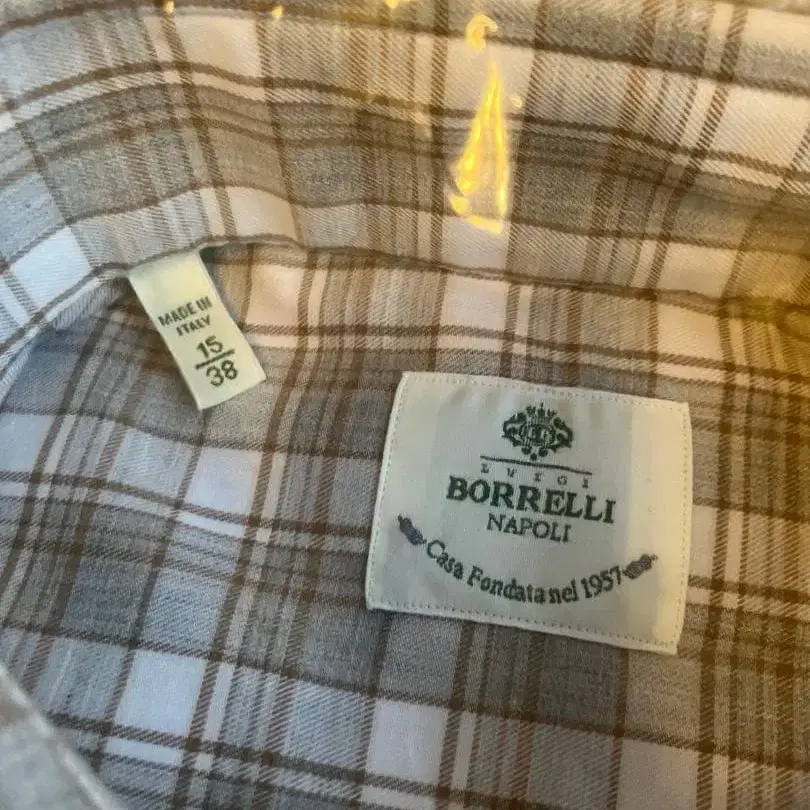 MADE IN
ITALY
15
38
LUIGI
BORRELLI
NAPOLI
Casa Fondata nel 1957